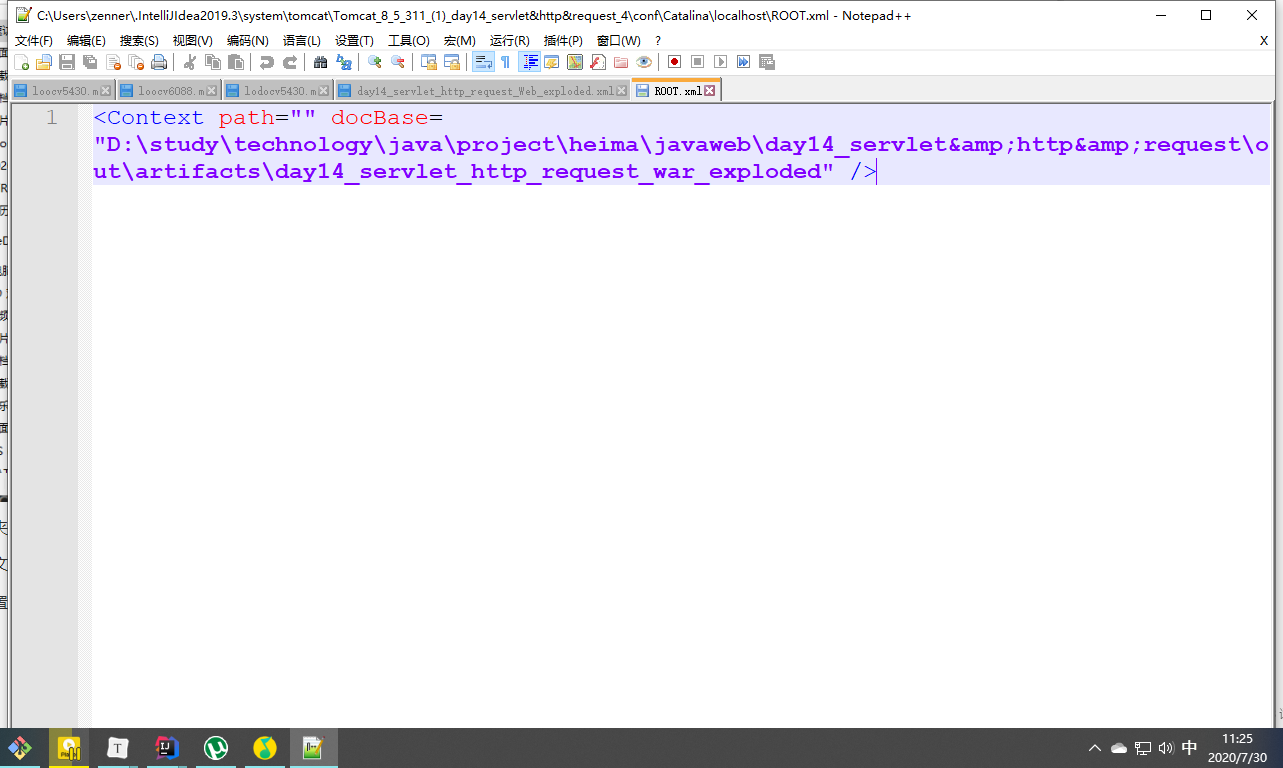 C:\Users\zenner\.IntelliJIdea2019.3\system\tomcat\Tomcat_8_5_311_(1)_day14_servlet&http&request_4\conf\Catalina\localhost\ROOT.xml - Notepad++
文件(F) 编辑(E) 搜索(S) 视图(V) 编码(N) 语言(L) 设置(T) 工具(O) 宏(M) 运行(R) 插件(P) 窗口(W) ? X
loocv5430.m loocv6088.m lodocv5430.m day14_servlet_http_request_Web_exploded.xml ROOT.xml
1 <Context path="" docBase=
"D:\study\technology\java\project\heima\javaweb\day14_servlet&amp;http&amp;request\o
ut\artifacts\day14_servlet_http_request_war_exploded" />
中
11:25
2020/7/30